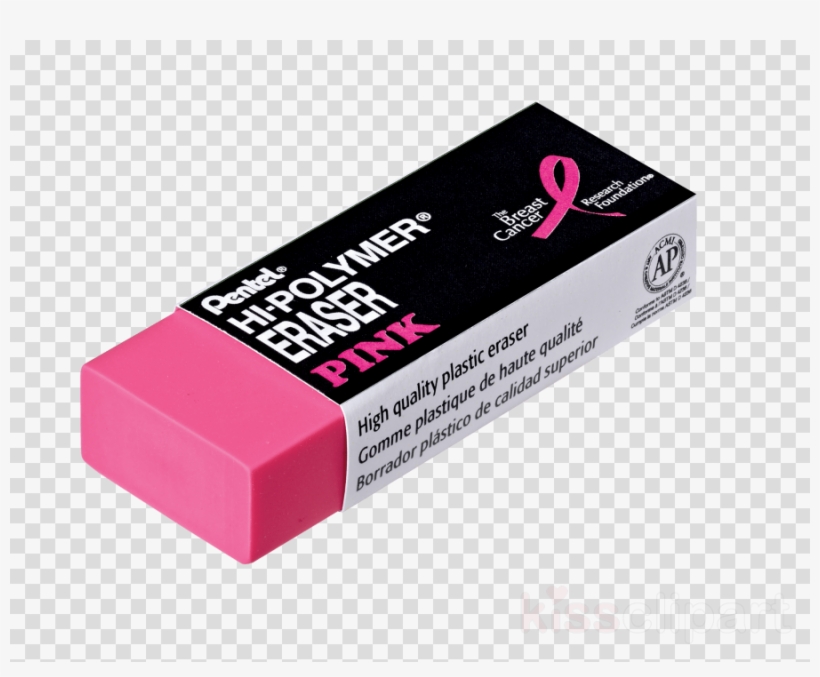 Pentel®
HI-POLYMER®
ERASER
PINK
The
Breast
Cancer
Research
Foundation®
High quality plastic eraser
Gomme plastique de haute qualité
Borrador plástico de calidad superior
ACMI
AP
kissclipart